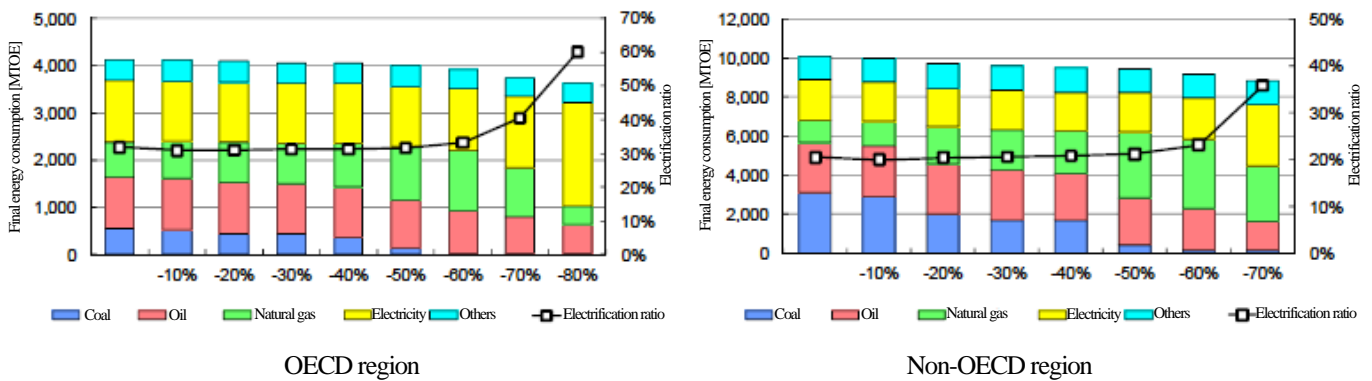 Final energy consumption [MTOE]
5,000
4,000
3,000
2,000
1,000
0
70%
60%
50%
40%
30%
20%
10%
0%
Electrification ratio
-10% -20% -30% -40% -50% -60% -70% -80%
Coal Oil Natural gas Electricity Others Electrification ratio
OECD region
Final energy consumption [MTOE]
12,000
10,000
8,000
6,000
4,000
2,000
0
50%
40%
30%
20%
10%
0%
Electrification ratio
-10% -20% -30% -40% -50% -60% -70%
Coal Oil Natural gas Electricity Others Electrification ratio
Non-OECD region